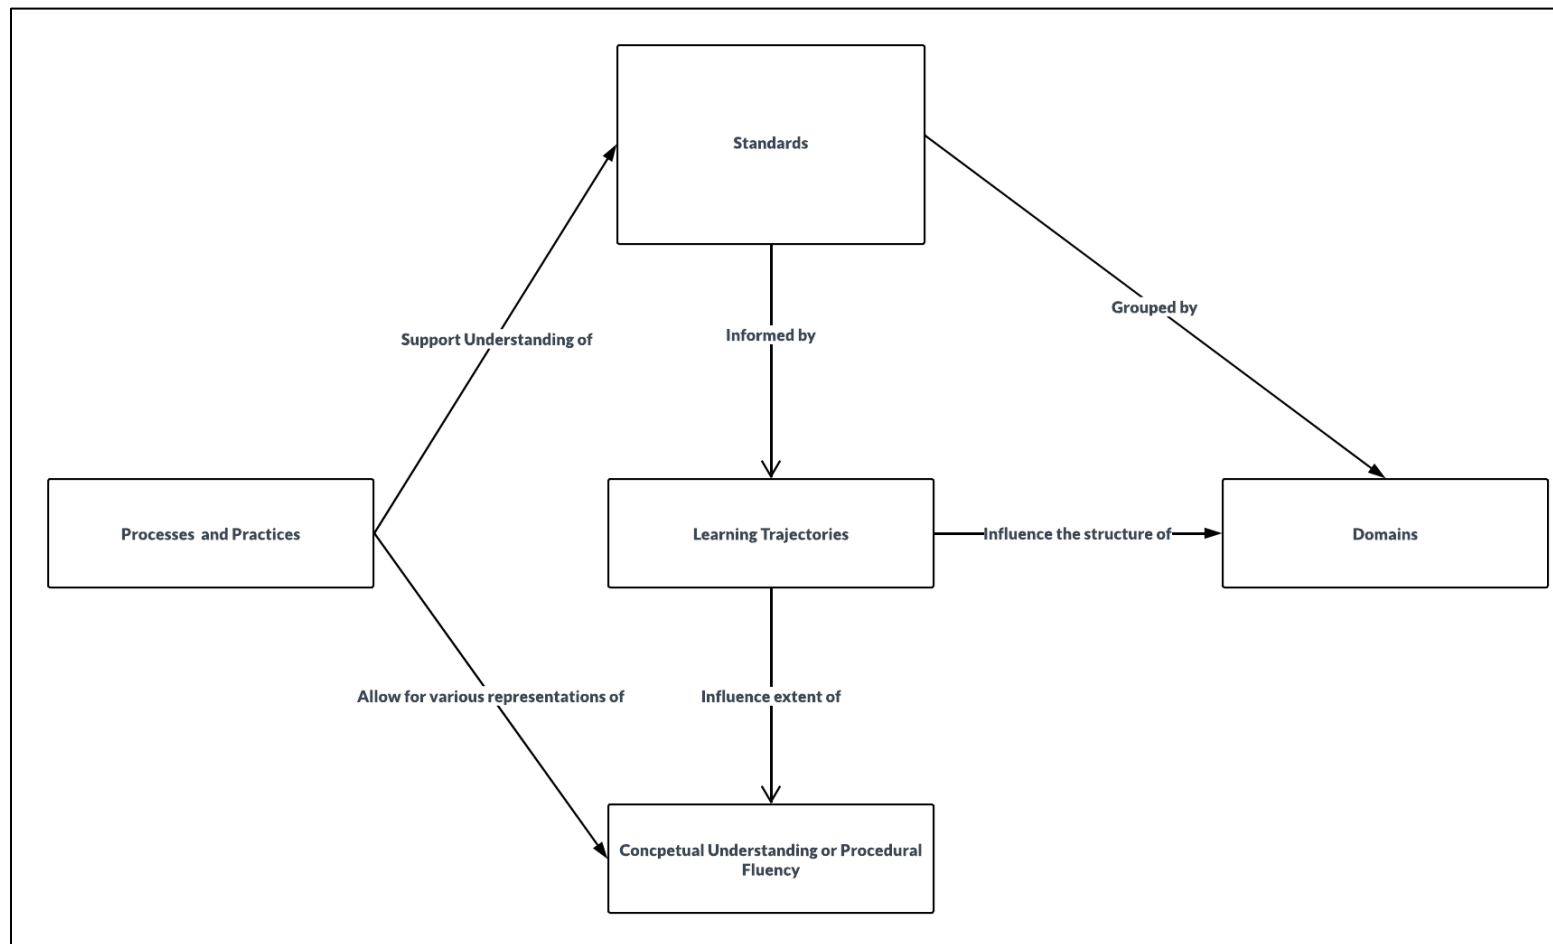 Standards
Grouped by
Support Understanding of
Informed by
Processes and Practices
Learning Trajectories
Influence the structure of
Domains
Allow for various representations of
Influence extent of
Concpetual Understanding or Procedural
Fluency